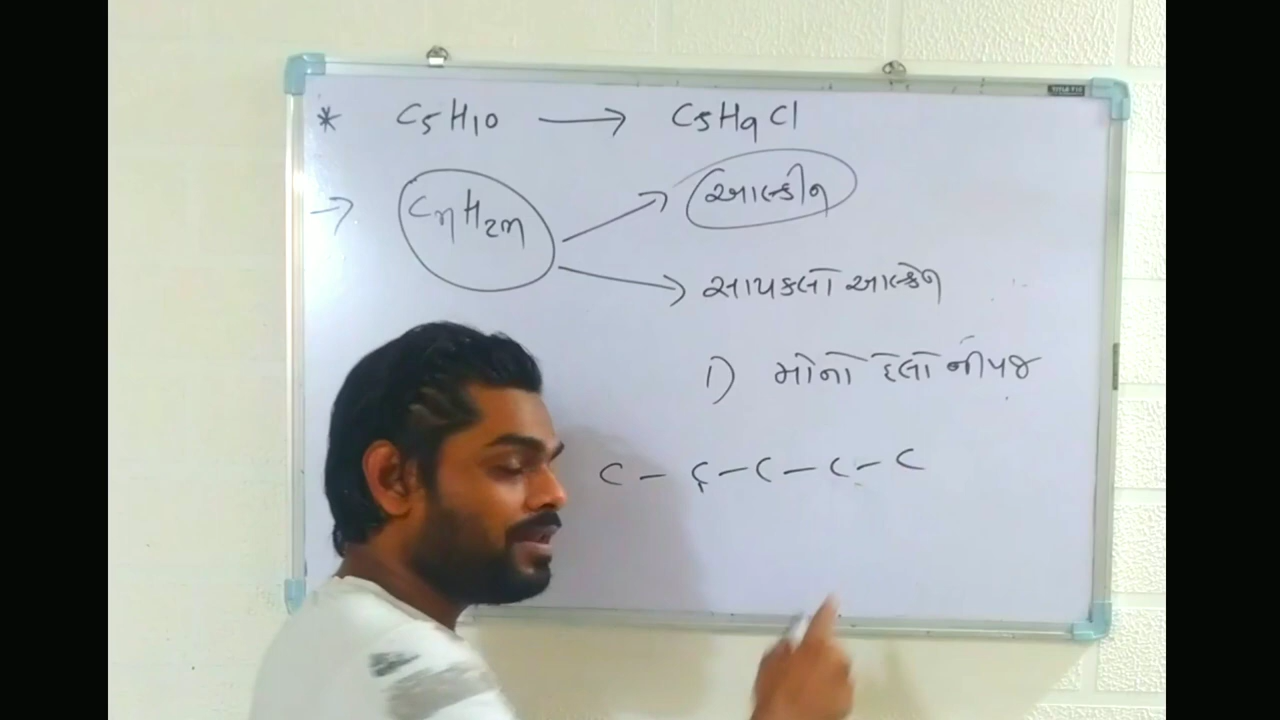 * C5H10 → C5H9Cl
→ CnH2n → આલ્કીન
→ સાયકલો આલ્કેન
1) મોનો હેલો નીપજ
C - C - C - C - C